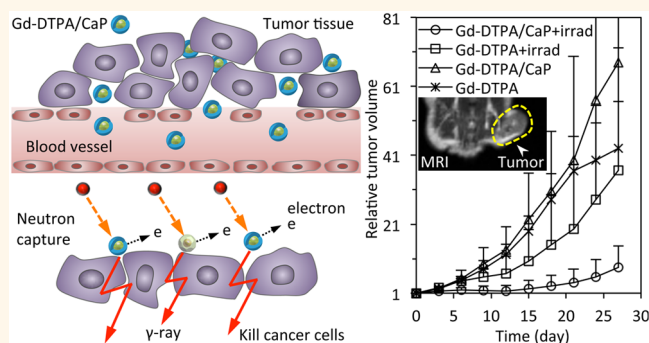 Gd-DTPA/CaP
Tumor tissue
Blood vessel
Neutron
capture
e
e
electron
e
γ-ray
Kill cancer cells
Relative tumor volume
81
61
41
21
1
Gd-DTPA/CaP+irrad
Gd-DTPA+irrad
Gd-DTPA/CaP
Gd-DTPA
MRI
Tumor
0 5 10 15 20 25 30
Time (day)